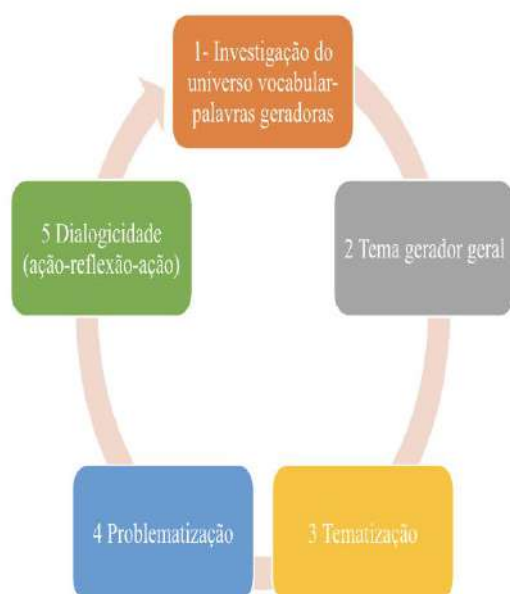 1- Investigação do
universo vocabular-
palavras geradoras
2 Tema gerador geral
3 Tematização
4 Problematização
5 Dialogicidade
(ação-reflexão-ação)